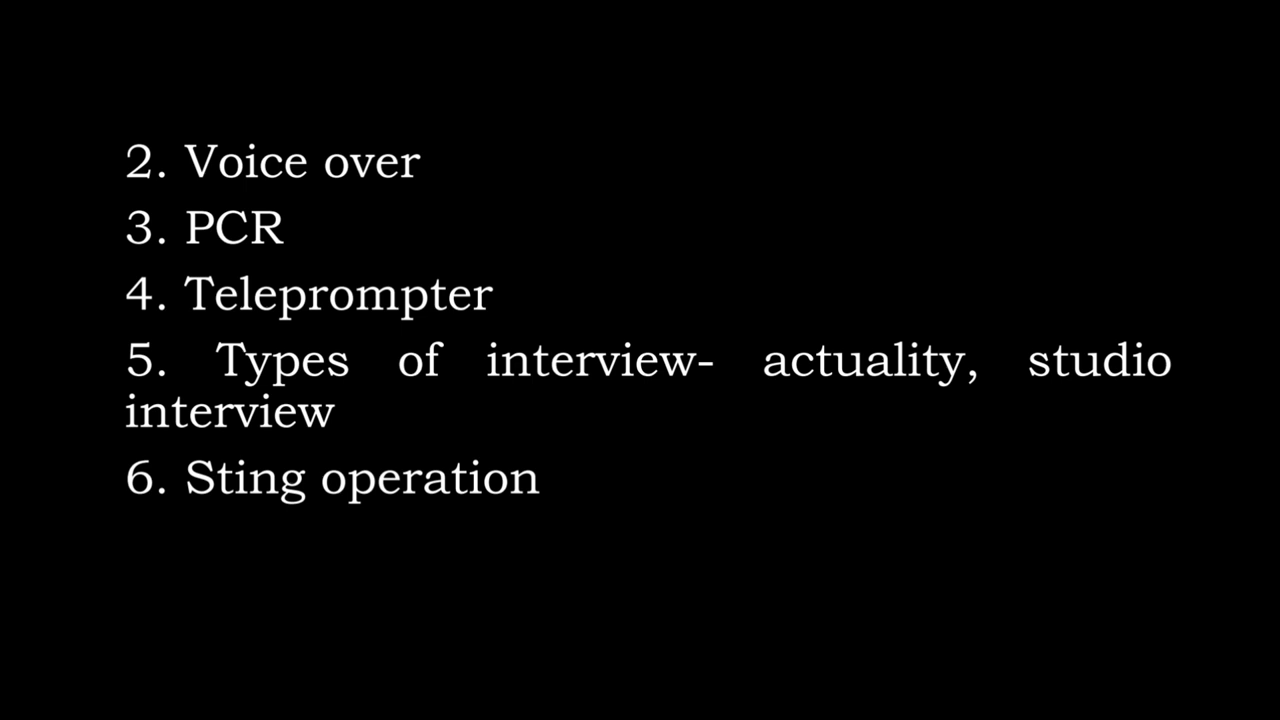 2. Voice over
3. PCR
4. Teleprompter
5. Types of interview- actuality, studio
interview
6. Sting operation